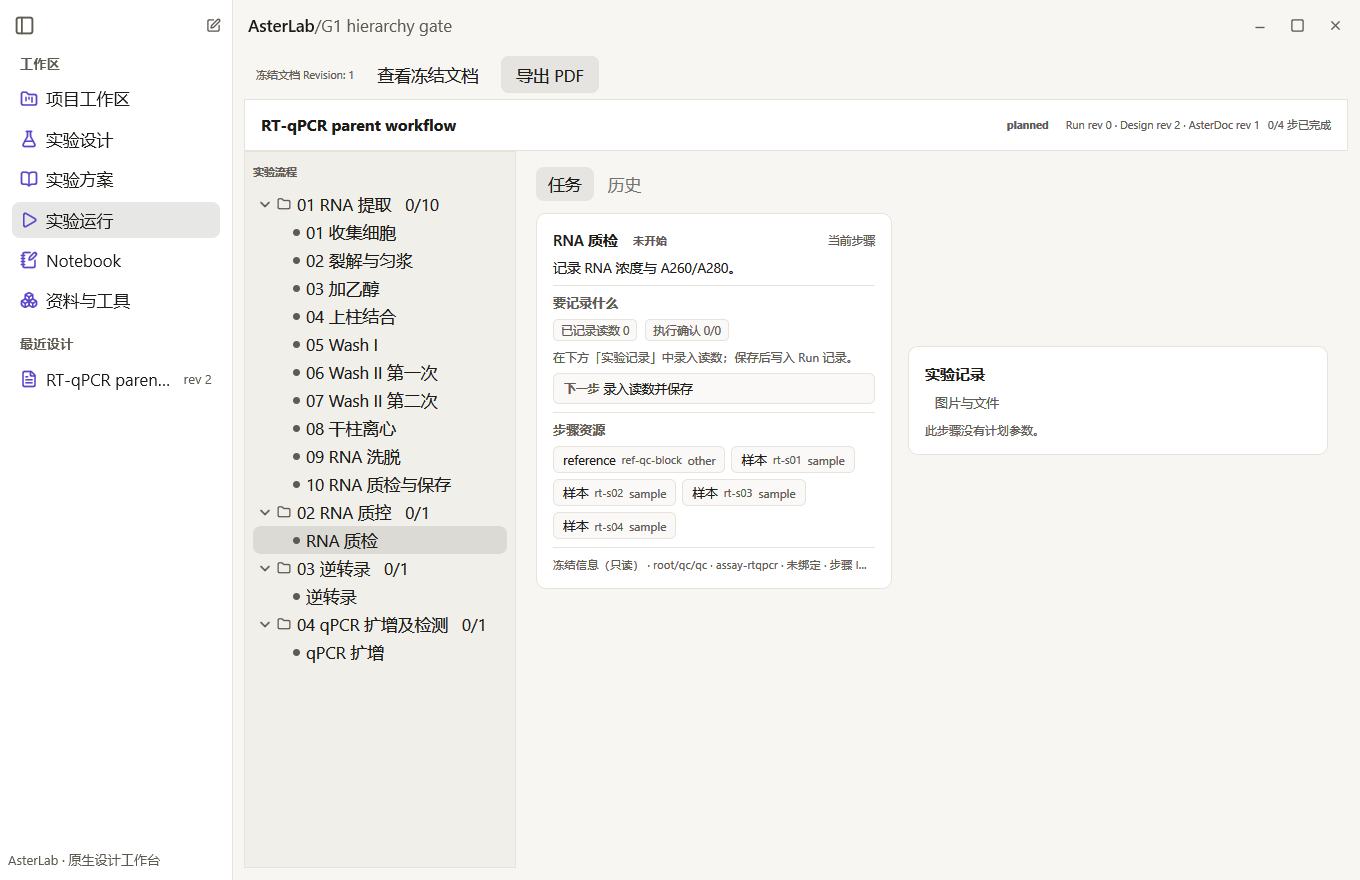 AsterLab/G1 hierarchy gate
工作区
项目工作区
实验设计
实验方案
实验运行
Notebook
资料与工具
最近设计
RT-qPCR paren... rev 2
AsterLab · 原生设计工作台
冻结文档 Revision: 1 查看冻结文档 导出 PDF
RT-qPCR parent workflow planned Run rev 0 · Design rev 2 · AsterDoc rev 1 0/4 步已完成
实验流程
01 RNA 提取 0/10
01 收集细胞
02 裂解与匀浆
03 加乙醇
04 上柱结合
05 Wash I
06 Wash II 第一次
07 Wash II 第二次
08 干柱离心
09 RNA 洗脱
10 RNA 质检与保存
02 RNA 质控 0/1
RNA 质检
03 逆转录 0/1
逆转录
04 qPCR 扩增及检测 0/1
qPCR 扩增
任务 历史
RNA 质检 未开始 当前步骤
记录 RNA 浓度与 A260/A280。
要记录什么
已记录读数 0 执行确认 0/0
在下方「实验记录」中录入读数；保存后写入 Run 记录。
下一步 录入读数并保存
步骤资源
reference ref-qc-block other 样本 rt-s01 sample
样本 rt-s02 sample 样本 rt-s03 sample
样本 rt-s04 sample
冻结信息（只读） · root/qc/qc · assay-rtqpcr · 未绑定 · 步骤 I...
实验记录
图片与文件
此步骤没有计划参数。